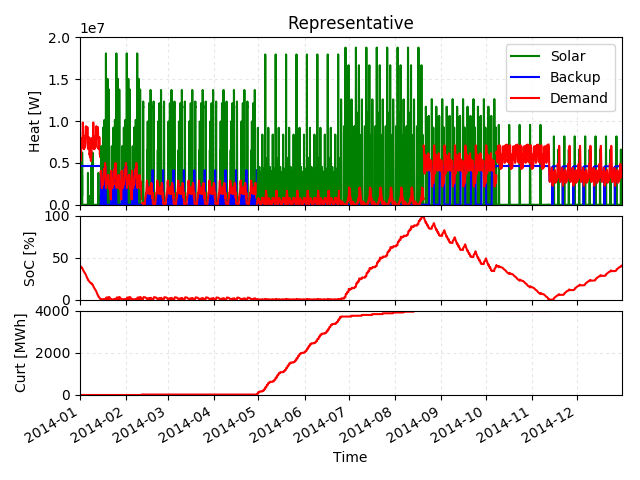 Representative
1e7
2.0
1.5
1.0
0.5
0.0
Heat [W]
Solar
Backup
Demand
100
50
0
SoC [%]
4000
2000
0
Curt [MWh]
2014-01
2014-02
2014-03
2014-04
2014-05
2014-06
2014-07
2014-08
2014-09
2014-10
2014-11
2014-12
Time